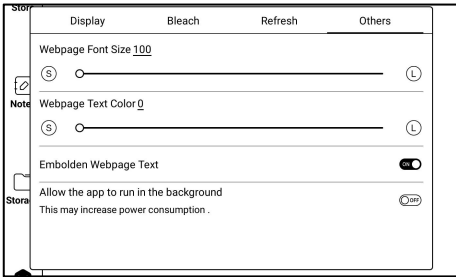 Stor
Display Bleach Refresh Others
Webpage Font Size 100
S L
Note
Webpage Text Color 0
S L
Embolden Webpage Text ON
Allow the app to run in the background OFF
Stora
This may increase power consumption .